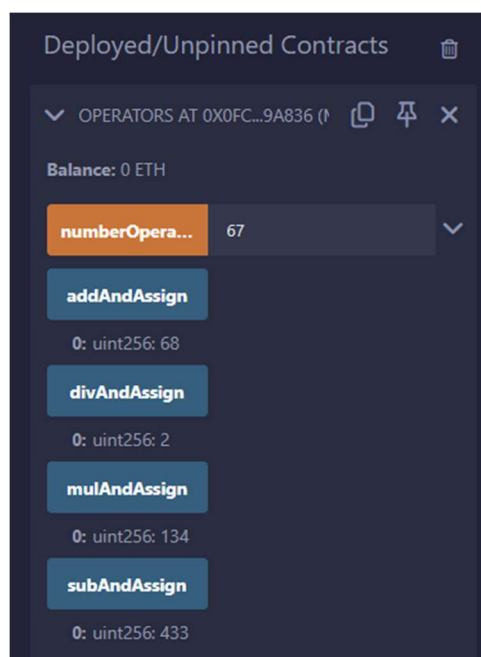 Deployed/Unpinned Contracts
OPERATORS AT 0X0FC...9A836 (M
Balance: 0 ETH
numberOpera... 67
addAndAssign
0: uint256: 68
divAndAssign
0: uint256: 2
mulAndAssign
0: uint256: 134
subAndAssign
0: uint256: 433